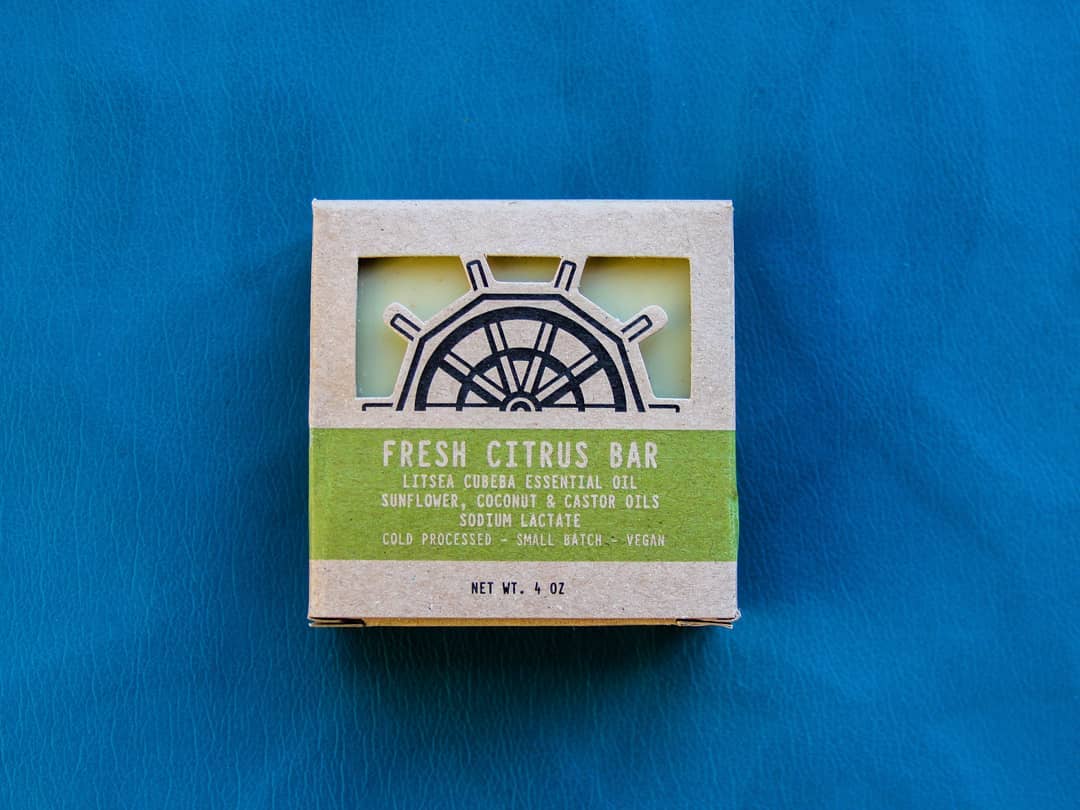 FRESH CITRUS BAR
LITSEA CUBEBA ESSENTIAL OIL
SUNFLOWER, COCONUT & CASTOR OILS
SODIUM LACTATE
COLD PROCESSED - SMALL BATCH - VEGAN
NET WT. 4 OZ